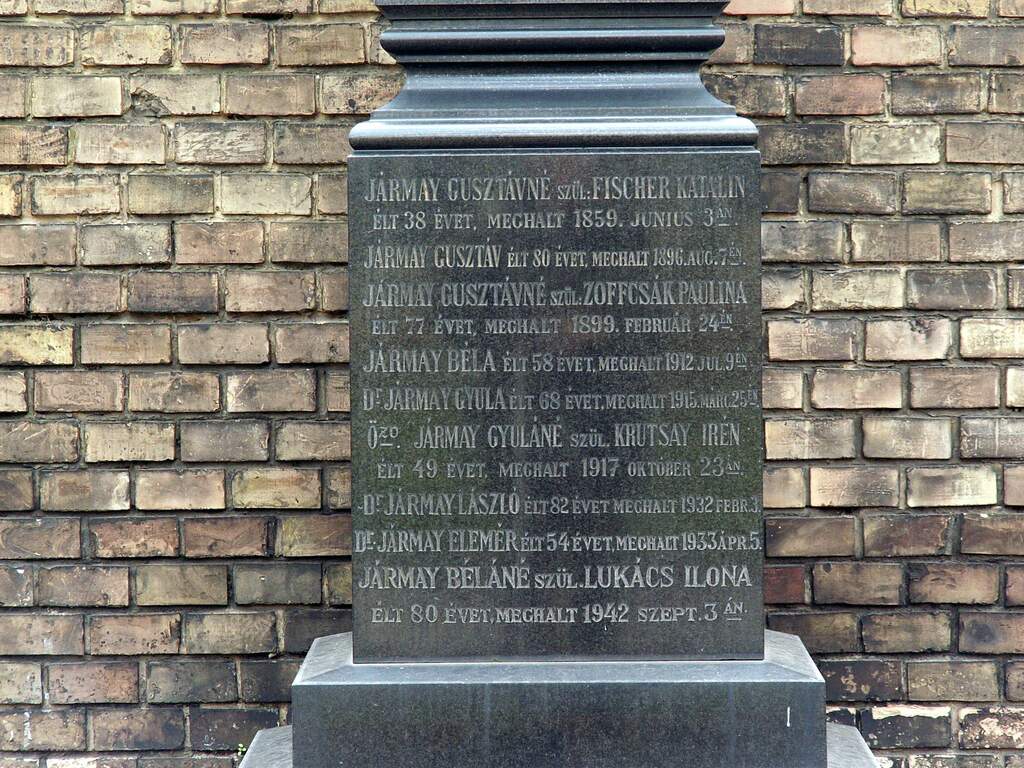 JÁRMAY GUSZTÁVNÉ SZÜL. FISCHER KATALIN
ÉLT 38 ÉVET, MEGHALT 1859. JUNIUS 3ÁN.
JÁRMAY GUSZTÁV ÉLT 80 ÉVET, MEGHALT 1896. AUG. 7ÉN.
JÁRMAY GUSZTÁVNÉ SZÜL. ZOFFCSÁK PAULINA
ÉLT 77 ÉVET, MEGHALT 1899. FEBRUÁR 24ÉN.
JÁRMAY BÉLA ÉLT 58 ÉVET, MEGHALT 1912 JUL. 9ÉN
DR JÁRMAY GYULA ÉLT 68 ÉVET, MEGHALT 1915. MARC. 25ÉN
ÖZD. JÁRMAY GYULÁNÉ SZÜL. KRUTSAY IRÉN
ÉLT 49 ÉVET. MEGHALT 1917 OKTÓBER 23ÁN.
DR JÁRMAY LÁSZLÓ ÉLT 82 ÉVET MEGHALT 1932 FEBR. 3.
DR JÁRMAY ELEMÉR ÉLT 54 ÉVET, MEGHALT 1933 ÁPR. 5.
JÁRMAY BÉLÁNÉ SZÜL. LUKÁCS ILONA
ÉLT 80 ÉVET, MEGHALT 1942 SZEPT. 3 ÁN.